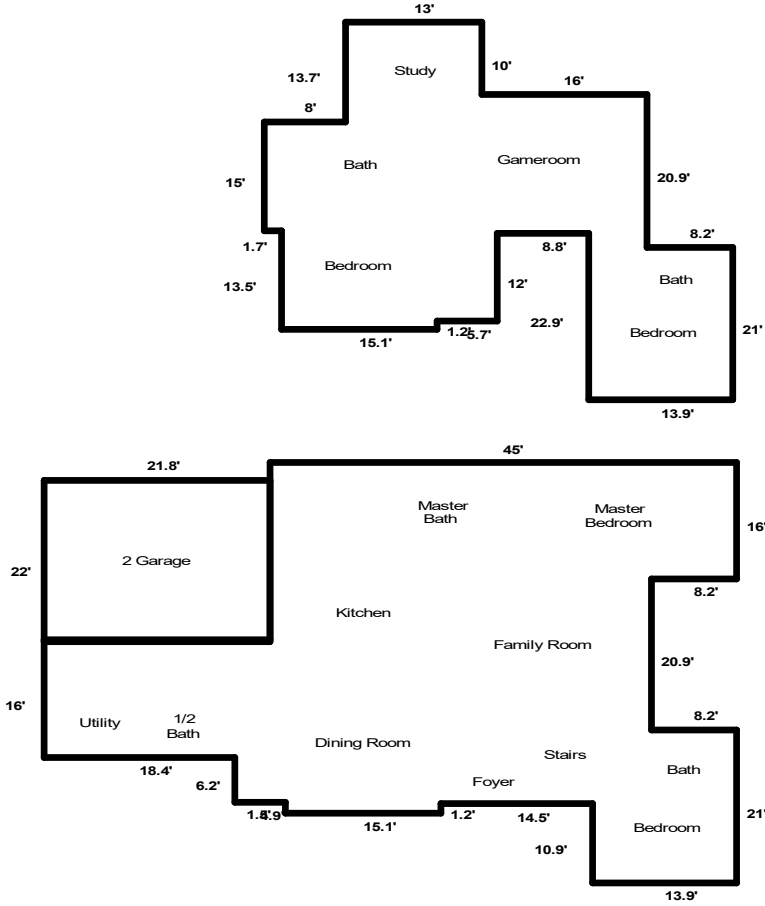 13'
13.7'
Study
10'
16'
8'
15'
Bath
Gameroom
20.9'
1.7'
8.8'
8.2'
13.5'
Bedroom
12'
Bath
22.9'
Bedroom
21'
15.1'
1.2'
5.7'
13.9'
45'
21.8'
Master
Bath
Master
Bedroom
16'
22'
2 Garage
8.2'
Kitchen
Family Room
20.9'
16'
Utility
1/2
Bath
Dining Room
8.2'
Stairs
18.4'
6.2'
Foyer
Bath
4.9
15.1'
1.2'
14.5'
Bedroom
21'
10.9'
13.9'